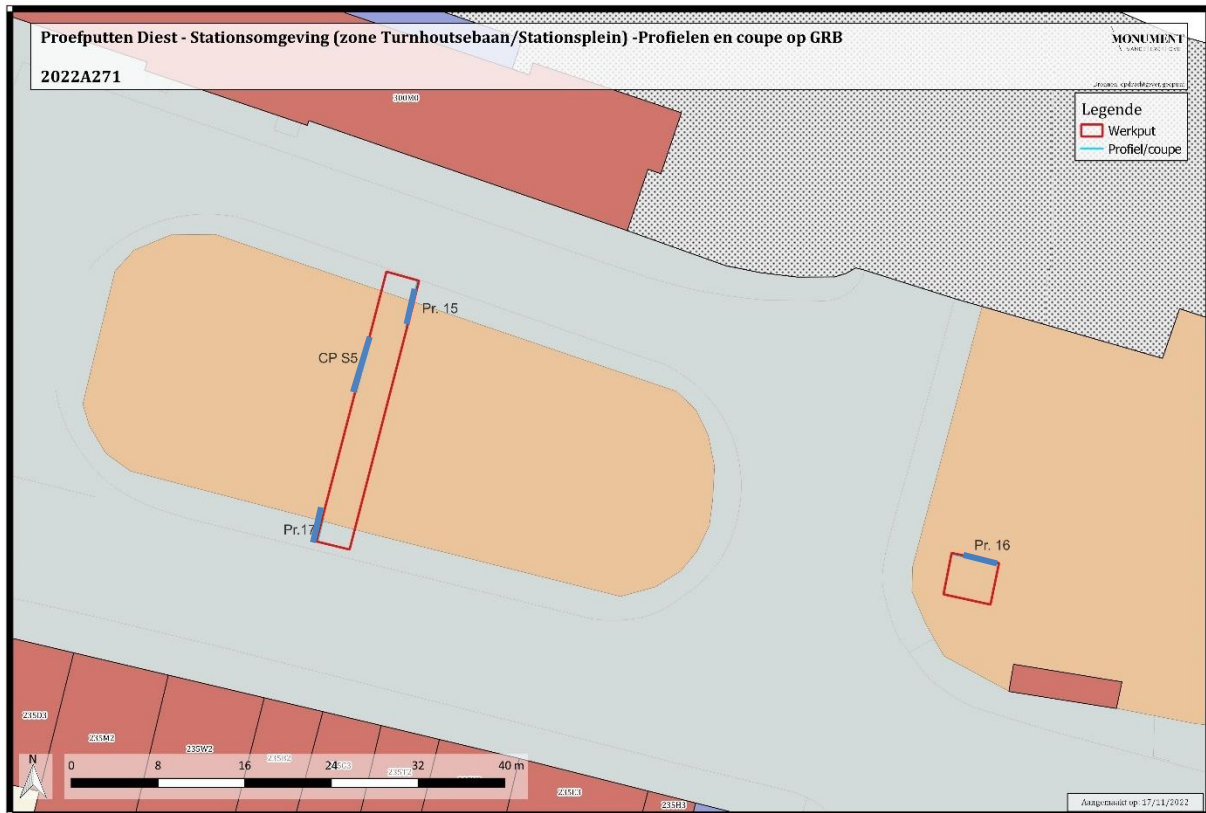 Proefputten Diest - Stationsomgeving (zone Turnhoutsebaan/Stationsplein) -Profielen en coupe op GRB
2022A271
MONUMENT
300M0
Legende
Werkput
Profiel/coupe
Pr. 15
CP S5
Pr.17
Pr. 16
235D3
235M2
235W2
235E3
235H3
N
0 8 16 24 32 40 m
Aangemaakt op: 17/11/2022